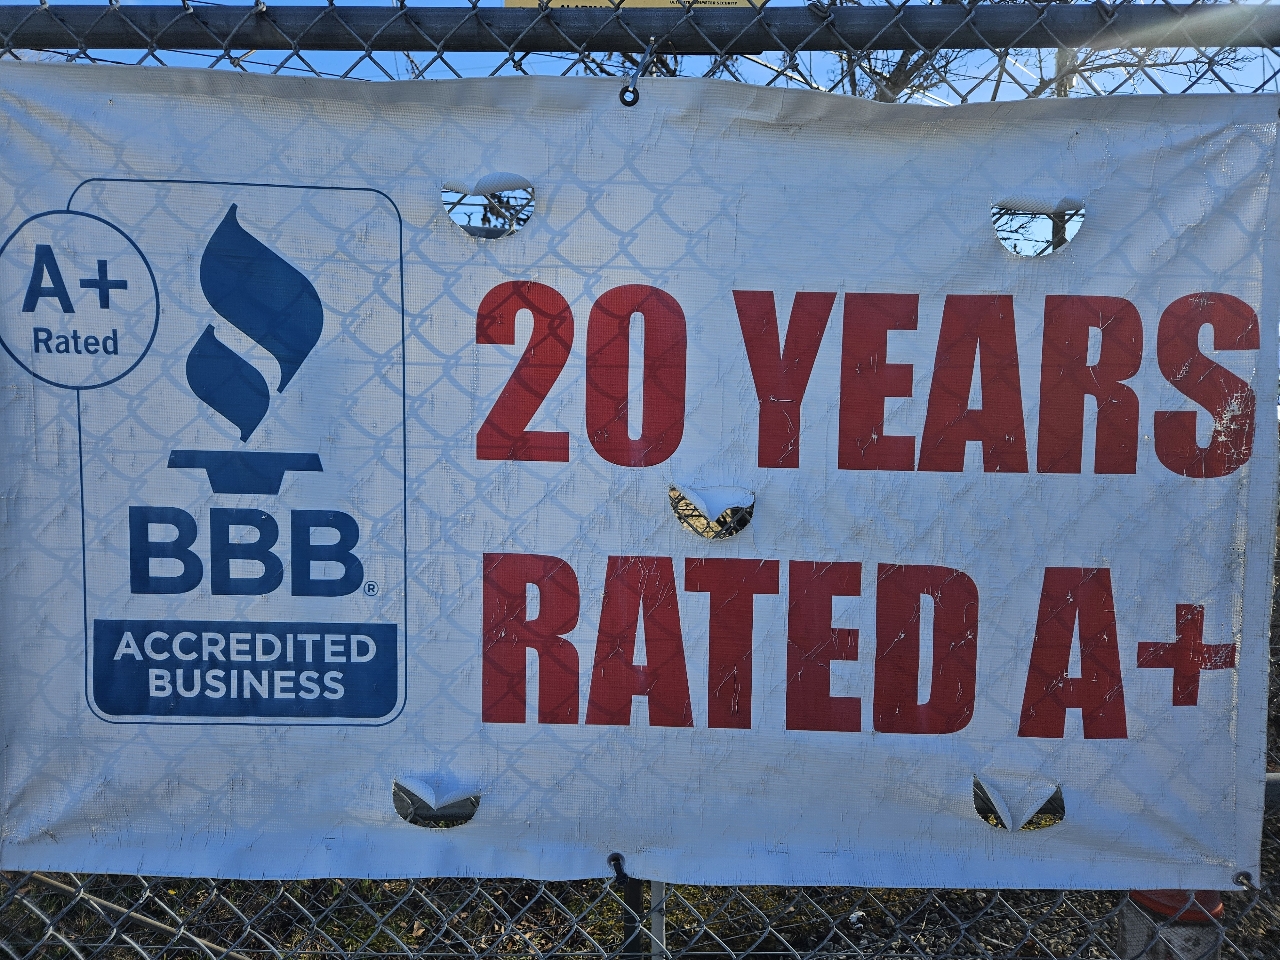 A+
Rated
BBB®
ACCREDITED
BUSINESS
20 YEARS
RATED A+